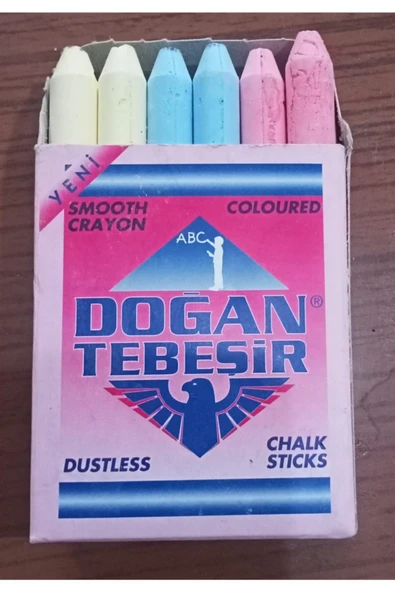 YENİ
SMOOTH
CRAYON
COLOURED
ABC
DOĞAN®
TEBEŞİR
DUSTLESS
CHALK
STICKS